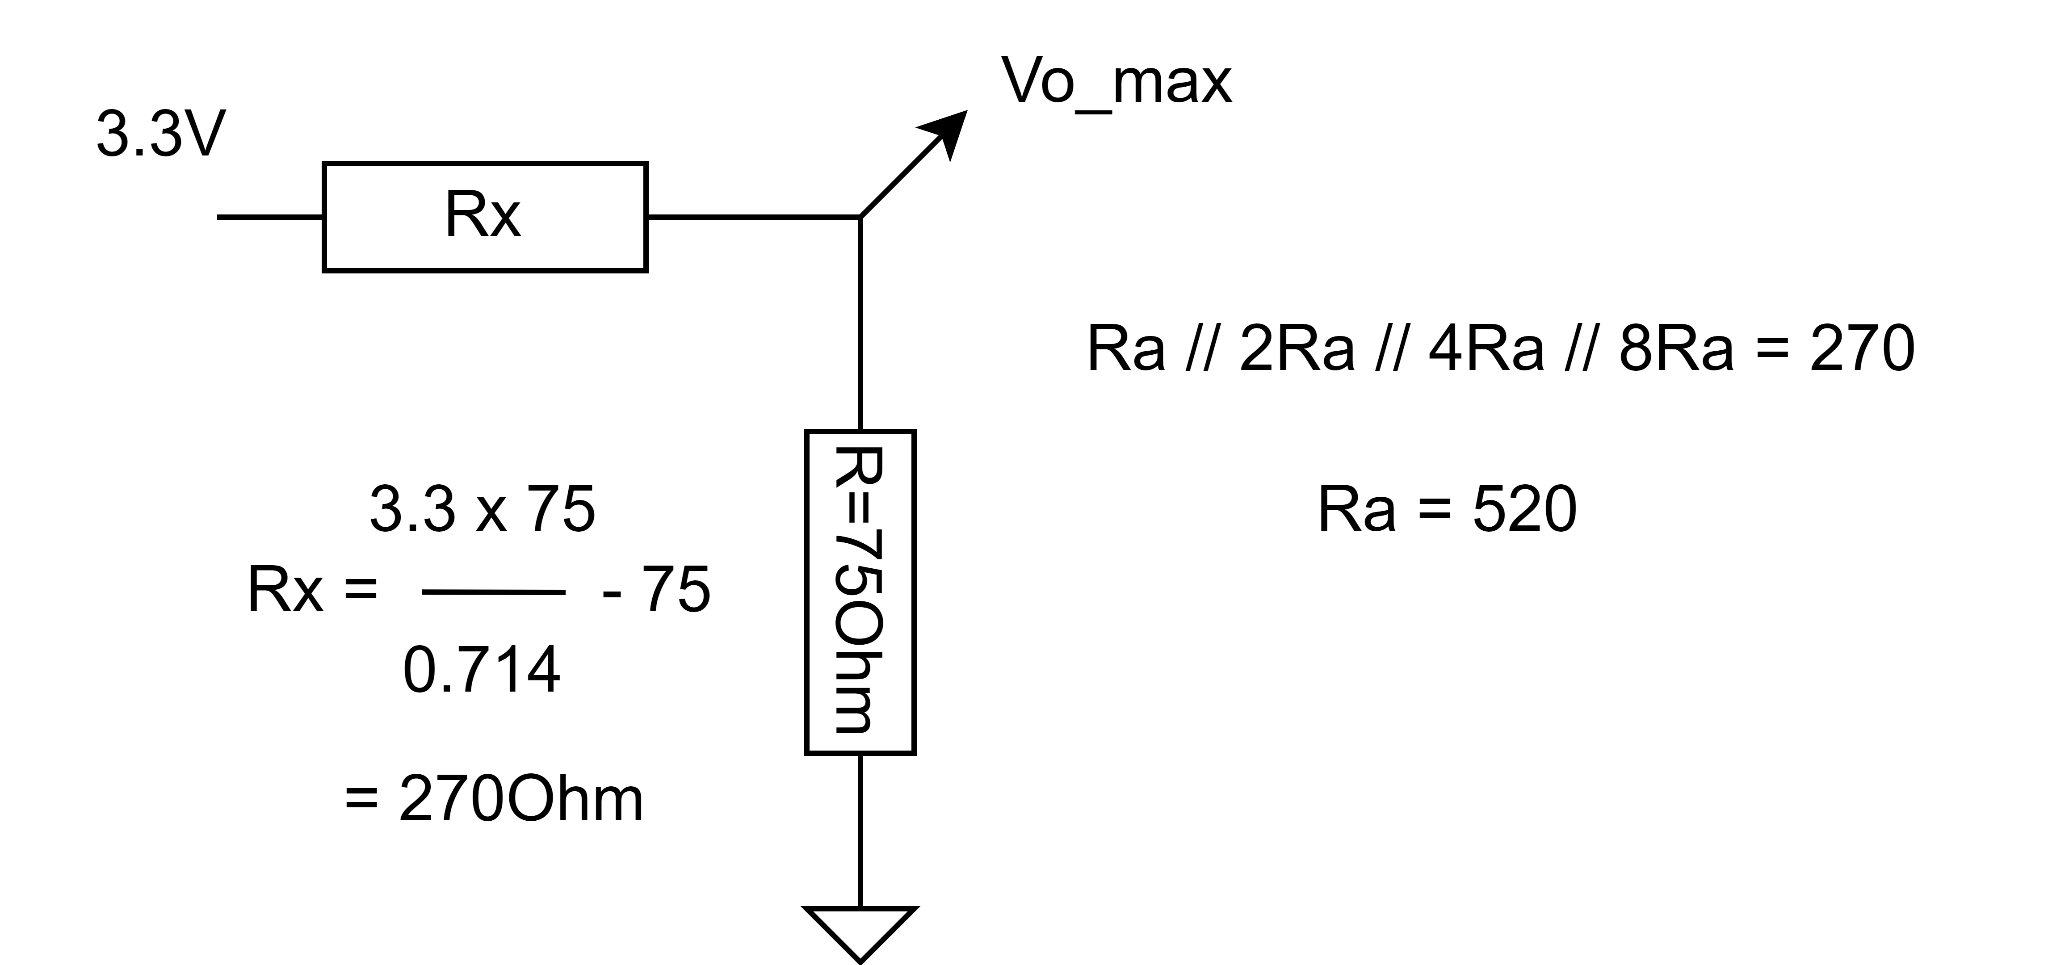 Vo_max
3.3V
Rx
Ra // 2Ra // 4Ra // 8Ra = 270
R=75Ohm
3.3 x 75
Rx = - 75
0.714
= 270Ohm
Ra = 520